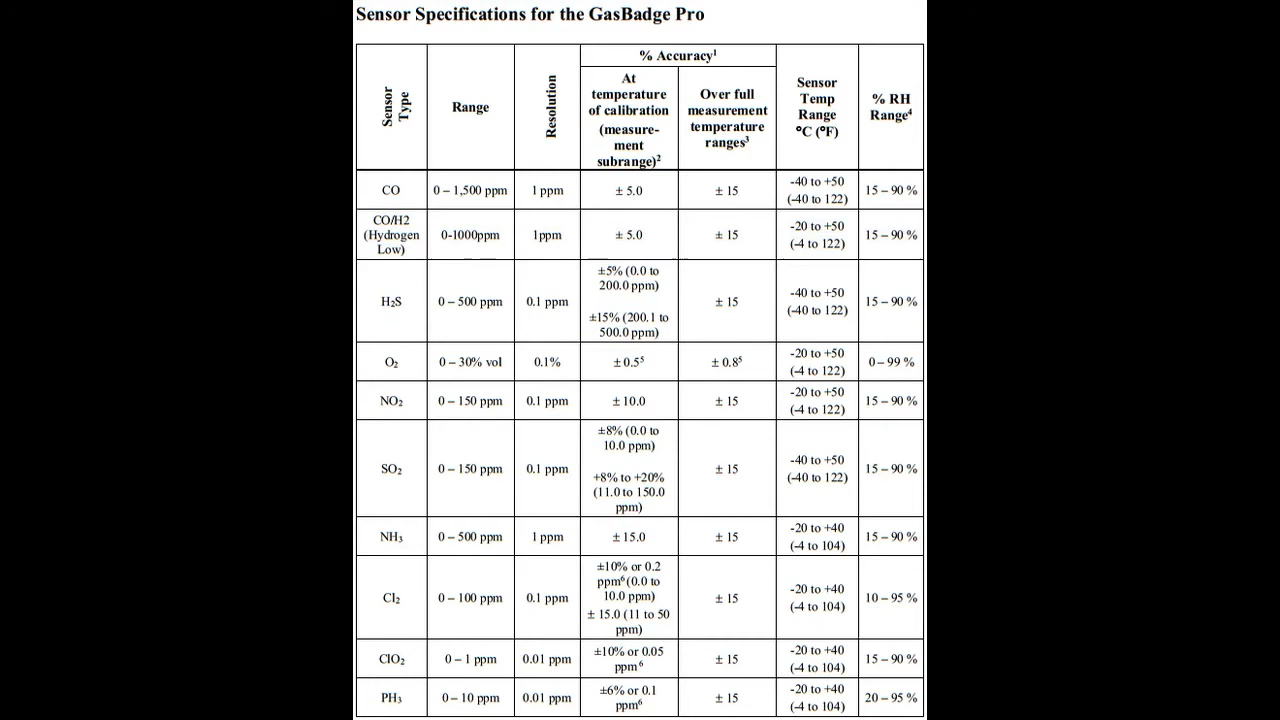 Sensor Specifications for the GasBadge Pro
Sensor Type
Range
Resolution
% Accuracy¹
At
temperature
of calibration
(measure-
ment
subrange)²
Over full
measurement
temperature
ranges³
Sensor
Temp
Range
°C (°F)
% RH
Range⁴
CO
0 – 1,500 ppm
1 ppm
± 5.0
± 15
-40 to +50
(-40 to 122)
15 – 90 %
CO/H2
(Hydrogen
Low)
0-1000ppm
1ppm
± 5.0
± 15
-20 to +50
(-4 to 122)
15 – 90 %
H₂S
0 – 500 ppm
0.1 ppm
±5% (0.0 to
200.0 ppm)
±15% (200.1 to
500.0 ppm)
± 15
-40 to +50
(-40 to 122)
15 – 90 %
O₂
0 – 30% vol
0.1%
± 0.5⁵
± 0.8⁵
-20 to +50
(-4 to 122)
0 – 99 %
NO₂
0 – 150 ppm
0.1 ppm
± 10.0
± 15
-20 to +50
(-4 to 122)
15 – 90 %
SO₂
0 – 150 ppm
0.1 ppm
±8% (0.0 to
10.0 ppm)
+8% to +20%
(11.0 to 150.0
ppm)
± 15
-40 to +50
(-40 to 122)
15 – 90 %
NH₃
0 – 500 ppm
1 ppm
± 15.0
± 15
-20 to +40
(-4 to 104)
15 – 90 %
Cl₂
0 – 100 ppm
0.1 ppm
±10% or 0.2
ppm⁶ (0.0 to
10.0 ppm)
± 15.0 (11 to 50
ppm)
± 15
-20 to +40
(-4 to 104)
10 – 95 %
ClO₂
0 – 1 ppm
0.01 ppm
±10% or 0.05
ppm⁶
± 15
-20 to +40
(-4 to 104)
15 – 90 %
PH₃
0 – 10 ppm
0.01 ppm
±6% or 0.1
ppm⁶
± 15
-20 to +40
(-4 to 104)
20 – 95 %